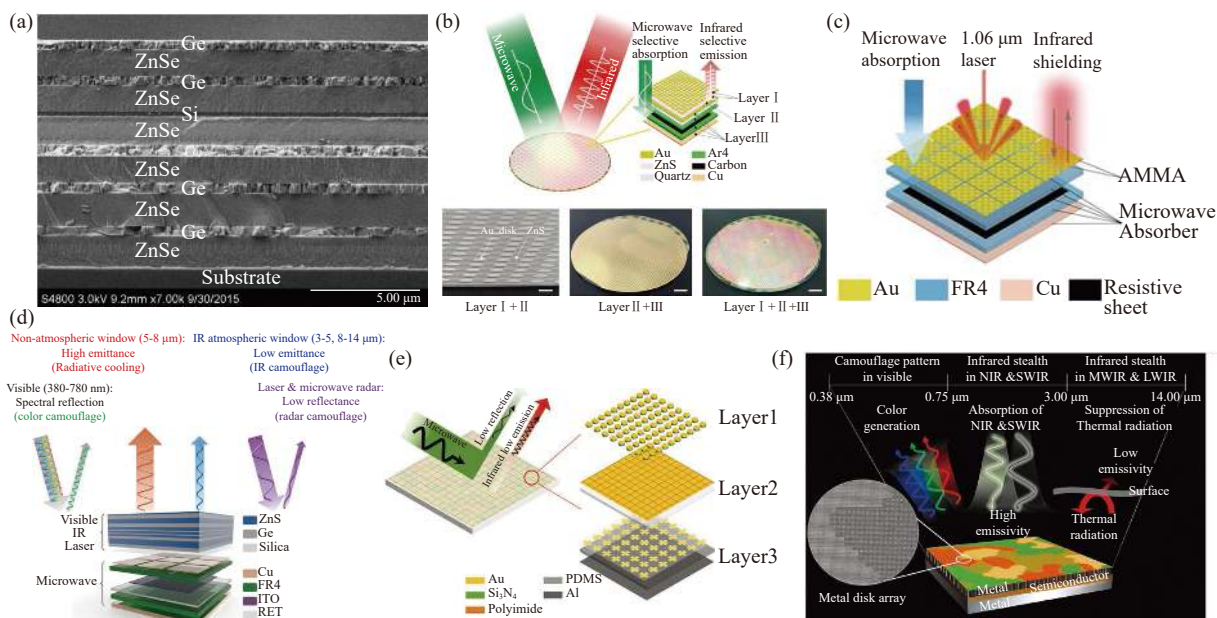 (a)
Ge
ZnSe
Ge
ZnSe
Si
ZnSe
ZnSe
Ge
ZnSe
Ge
ZnSe
Substrate
S4800 3.0kV 9.2mm x7.00k 9/30/2015
5.00 μm
(b)
Microwave
Infrared
Microwave
selective
absorption
Infrared
selective
emission
Layer Ⅰ
Layer Ⅱ
LayerⅢ
Au
Ar4
ZnS
Carbon
Quartz
Cu
Au disk
ZnS
Layer Ⅰ+Ⅱ
Layer Ⅱ+Ⅲ
Layer Ⅰ+Ⅱ+Ⅲ
(c)
Microwave
absorption
1.06 μm
laser
Infrared
shielding
AMMA
Microwave
Absorber
Au
FR4
Cu
Resistive
sheet
(d)
Non-atmospheric window (5-8 μm):
High emittance
(Radiative cooling)
IR atmospheric window (3-5, 8-14 μm):
Low emittance
(IR camouflage)
Visible (380-780 nm):
Spectral reflection
(color camouflage)
Laser & microwave radar:
Low reflectance
(radar camouflage)
Visible
IR
Laser
Microwave
ZnS
Ge
Silica
Cu
FR4
ITO
RET
(e)
Microwave
Low reflection
Infrared low emission
Layer1
Layer2
Layer3
Au
Si₃N₄
Polyimide
PDMS
Al
(f)
Camouflage pattern
in visible
Infrared stealth
in NIR &SWIR
Infrared stealth
in MWIR & LWIR
0.38 μm
0.75 μm
3.00 μm
14.00 μm
Color
generation
Absorption of
NIR &SWIR
Suppression of
Thermal radiation
Low
emissivity
Surface
High
emissivity
Thermal
radiation
Metal disk array
Metal
Semiconductor
Metal